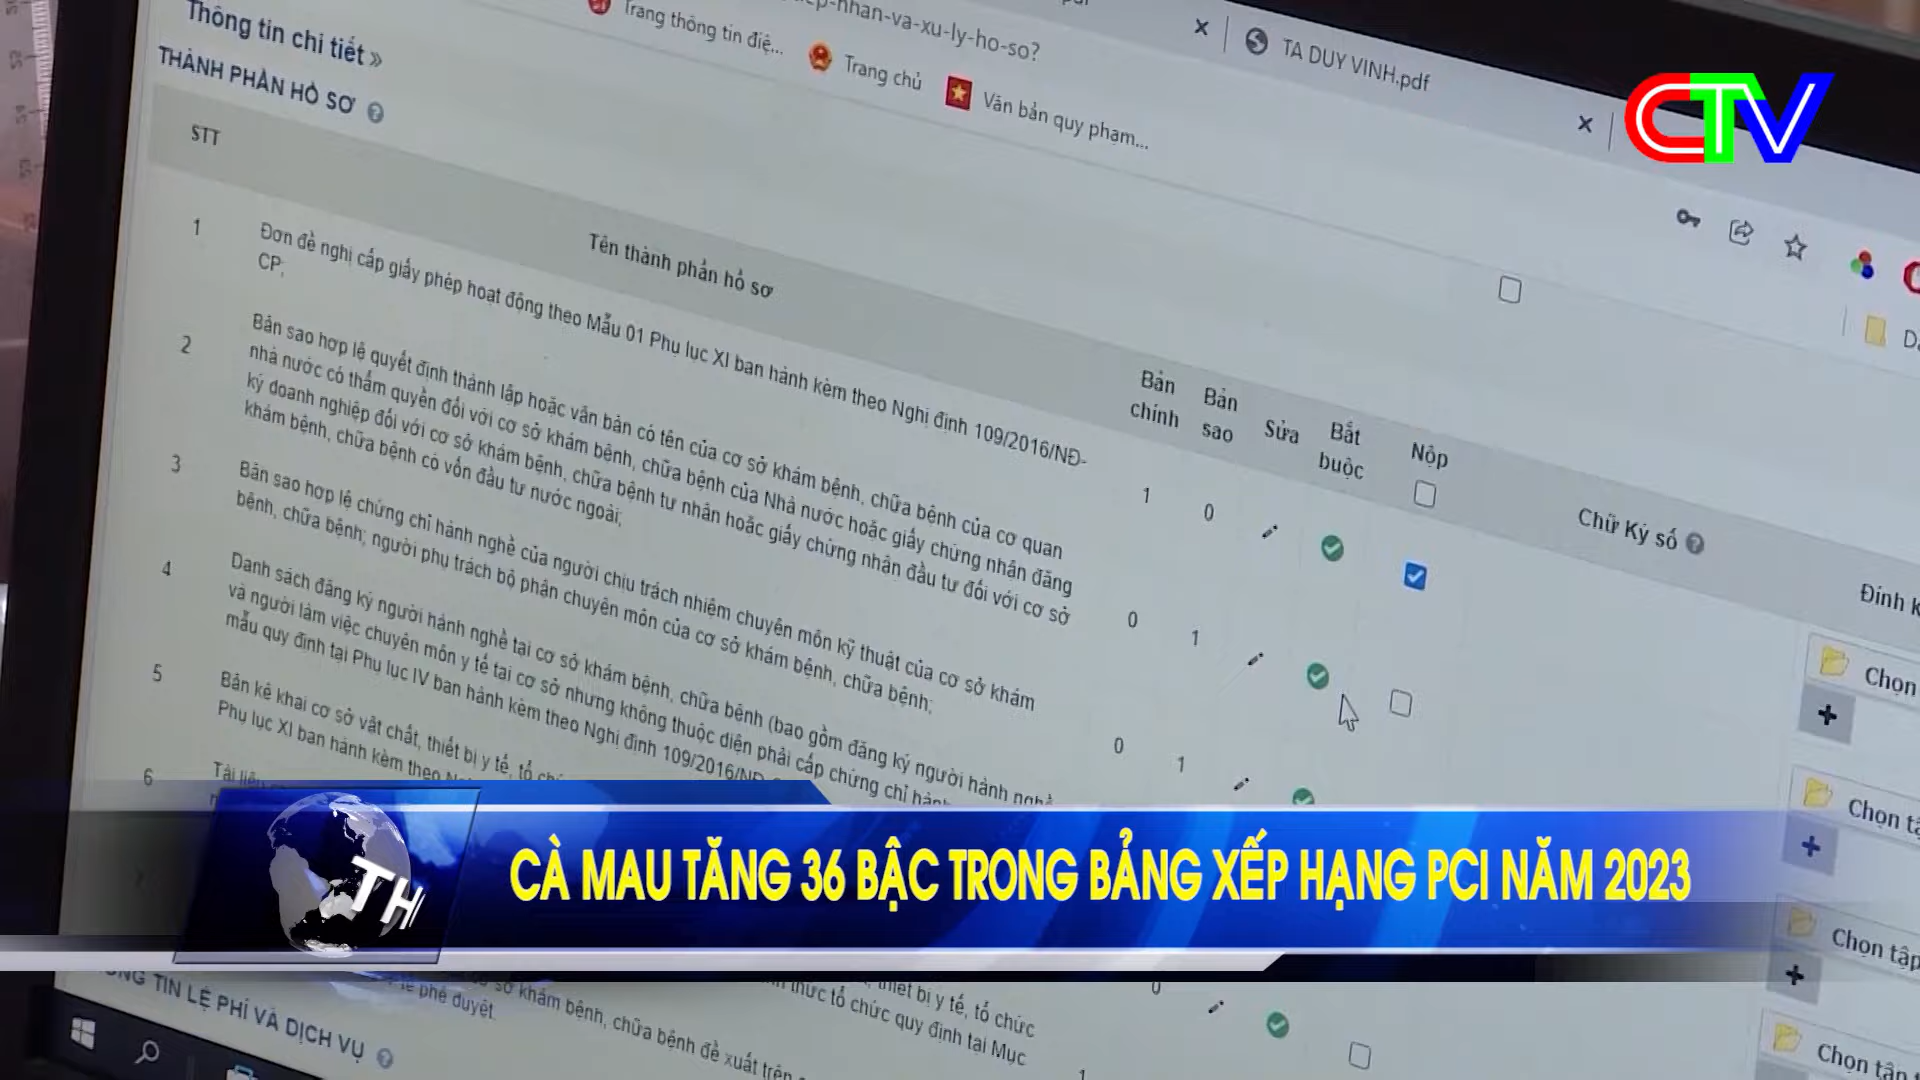 Thông tin chi tiết »
THÀNH PHẦN HỒ SƠ
-nhan-va-xu-ly-ho-so?
TA DUY VINH.pdf
Trang thông tin điệ...
Trang chủ
Văn bản quy phạm...
CTV
STT
Tên thành phần hồ sơ
Bản chính
Bản sao
Sửa
Bắt buộc
Nộp
Chữ Ký số
Đính k
1
Đơn đề nghị cấp giấy phép hoạt động theo Mẫu 01 Phụ lục XI ban hành kèm theo Nghị định 109/2016/NĐ-
CP;
1
0
2
Bản sao hợp lệ quyết định thành lập hoặc văn bản có tên của cơ sở khám bệnh, chữa bệnh của cơ quan
nhà nước có thẩm quyền đối với cơ sở khám bệnh, chữa bệnh của Nhà nước hoặc giấy chứng nhận đăng
ký doanh nghiệp đối với cơ sở khám bệnh, chữa bệnh tư nhân hoặc giấy chứng nhận đầu tư đối với cơ sở
khám bệnh, chữa bệnh có vốn đầu tư nước ngoài;
0
1
Chọn
3
Bản sao hợp lệ chứng chỉ hành nghề của người chịu trách nhiệm chuyên môn kỹ thuật của cơ sở khám
bệnh, chữa bệnh; người phụ trách bộ phận chuyên môn của cơ sở khám bệnh, chữa bệnh;
0
1
Chọn tậ
4
Danh sách đăng ký người hành nghề tại cơ sở khám bệnh, chữa bệnh (bao gồm đăng ký người hành nghề
và người làm việc chuyên môn y tế tại cơ sở nhưng không thuộc diện phải cấp chứng chỉ hành
mẫu quy định tại Phụ lục IV ban hành kèm theo Nghị định 109/2016/NĐ-
5
Bản kê khai cơ sở vật chất, thiết bị y tế, tổ ch
Phụ lục XI ban hành kèm theo
6
Tài liệu
CÀ MAU TĂNG 36 BẬC TRONG BẢNG XẾP HẠNG PCI NĂM 2023
TH
Chọn tập
thiết bị y tế, tổ chức
thức tổ chức quy định tại Mục
0
sở khám bệnh, chữa bệnh đề xuất trên
phê duyệt.
1
Chọn tập
TIN LỆ PHÍ VÀ DỊCH VỤ